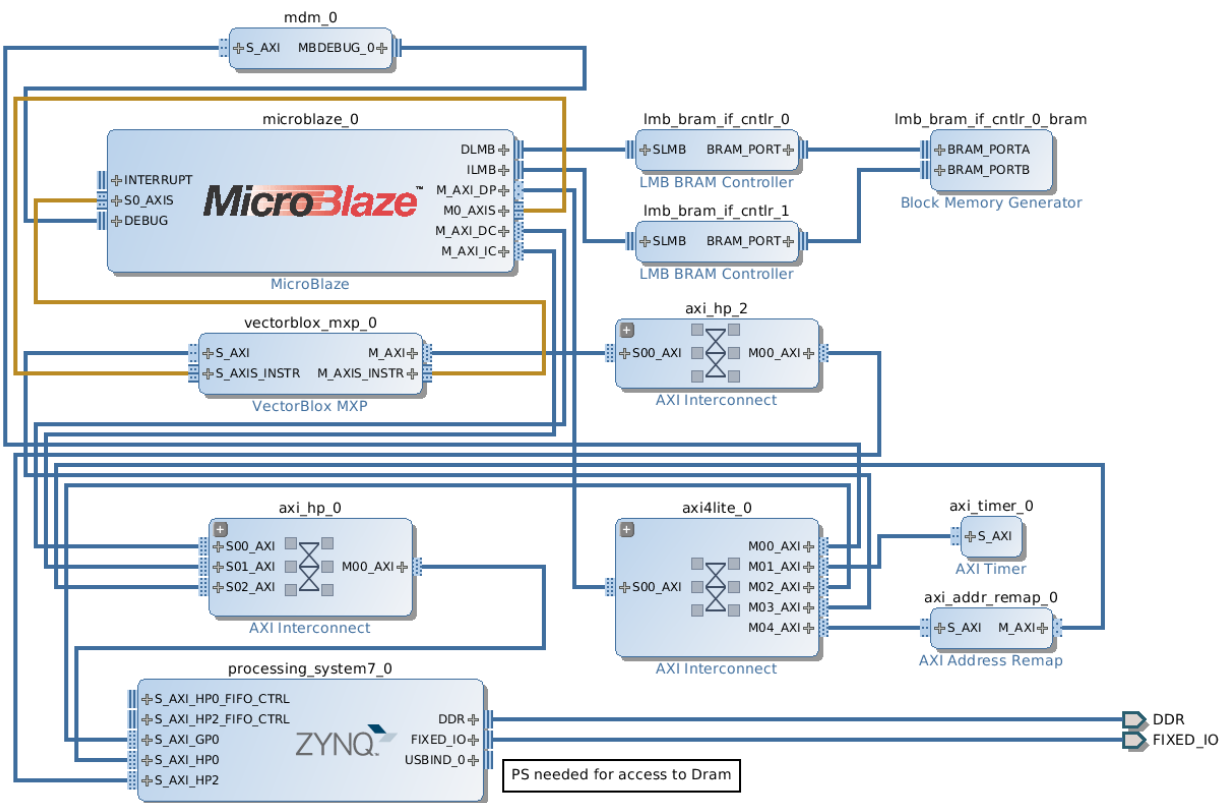 mdm_0
S_AXI MBDEBUG_0
microblaze_0
DLMB
ILMB
INTERRUPT
M_AXI_DP
S0_AXIS
M0_AXIS
DEBUG
M_AXI_DC
M_AXI_IC
MicroBlaze™
MicroBlaze
lmb_bram_if_cntlr_0
SLMB BRAM_PORT
LMB BRAM Controller
lmb_bram_if_cntlr_0_bram
BRAM_PORTA
BRAM_PORTB
Block Memory Generator
lmb_bram_if_cntlr_1
SLMB BRAM_PORT
LMB BRAM Controller
vectorblox_mxp_0
S_AXI M_AXI
S_AXIS_INSTR M_AXIS_INSTR
VectorBlox MXP
axi_hp_2
S00_AXI M00_AXI
AXI Interconnect
axi_hp_0
S00_AXI
S01_AXI M00_AXI
S02_AXI
AXI Interconnect
axi4lite_0
M00_AXI
M01_AXI
S00_AXI M02_AXI
M03_AXI
M04_AXI
AXI Interconnect
axi_timer_0
S_AXI
AXI Timer
axi_addr_remap_0
S_AXI M_AXI
AXI Address Remap
processing_system7_0
S_AXI_HP0_FIFO_CTRL
S_AXI_HP2_FIFO_CTRL DDR
S_AXI_GP0 FIXED_IO
S_AXI_HP0 USBIND_0
S_AXI_HP2
ZYNQ
PS needed for access to Dram
DDR
FIXED_IO